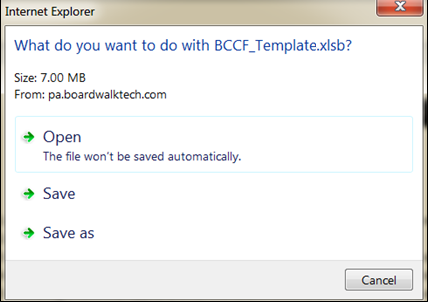 Internet Explorer
What do you want to do with BCCF_Template.xlsb?
Size: 7.00 MB
From: pa.boardwalktech.com
Open
The file won't be saved automatically.
Save
Save as
Cancel